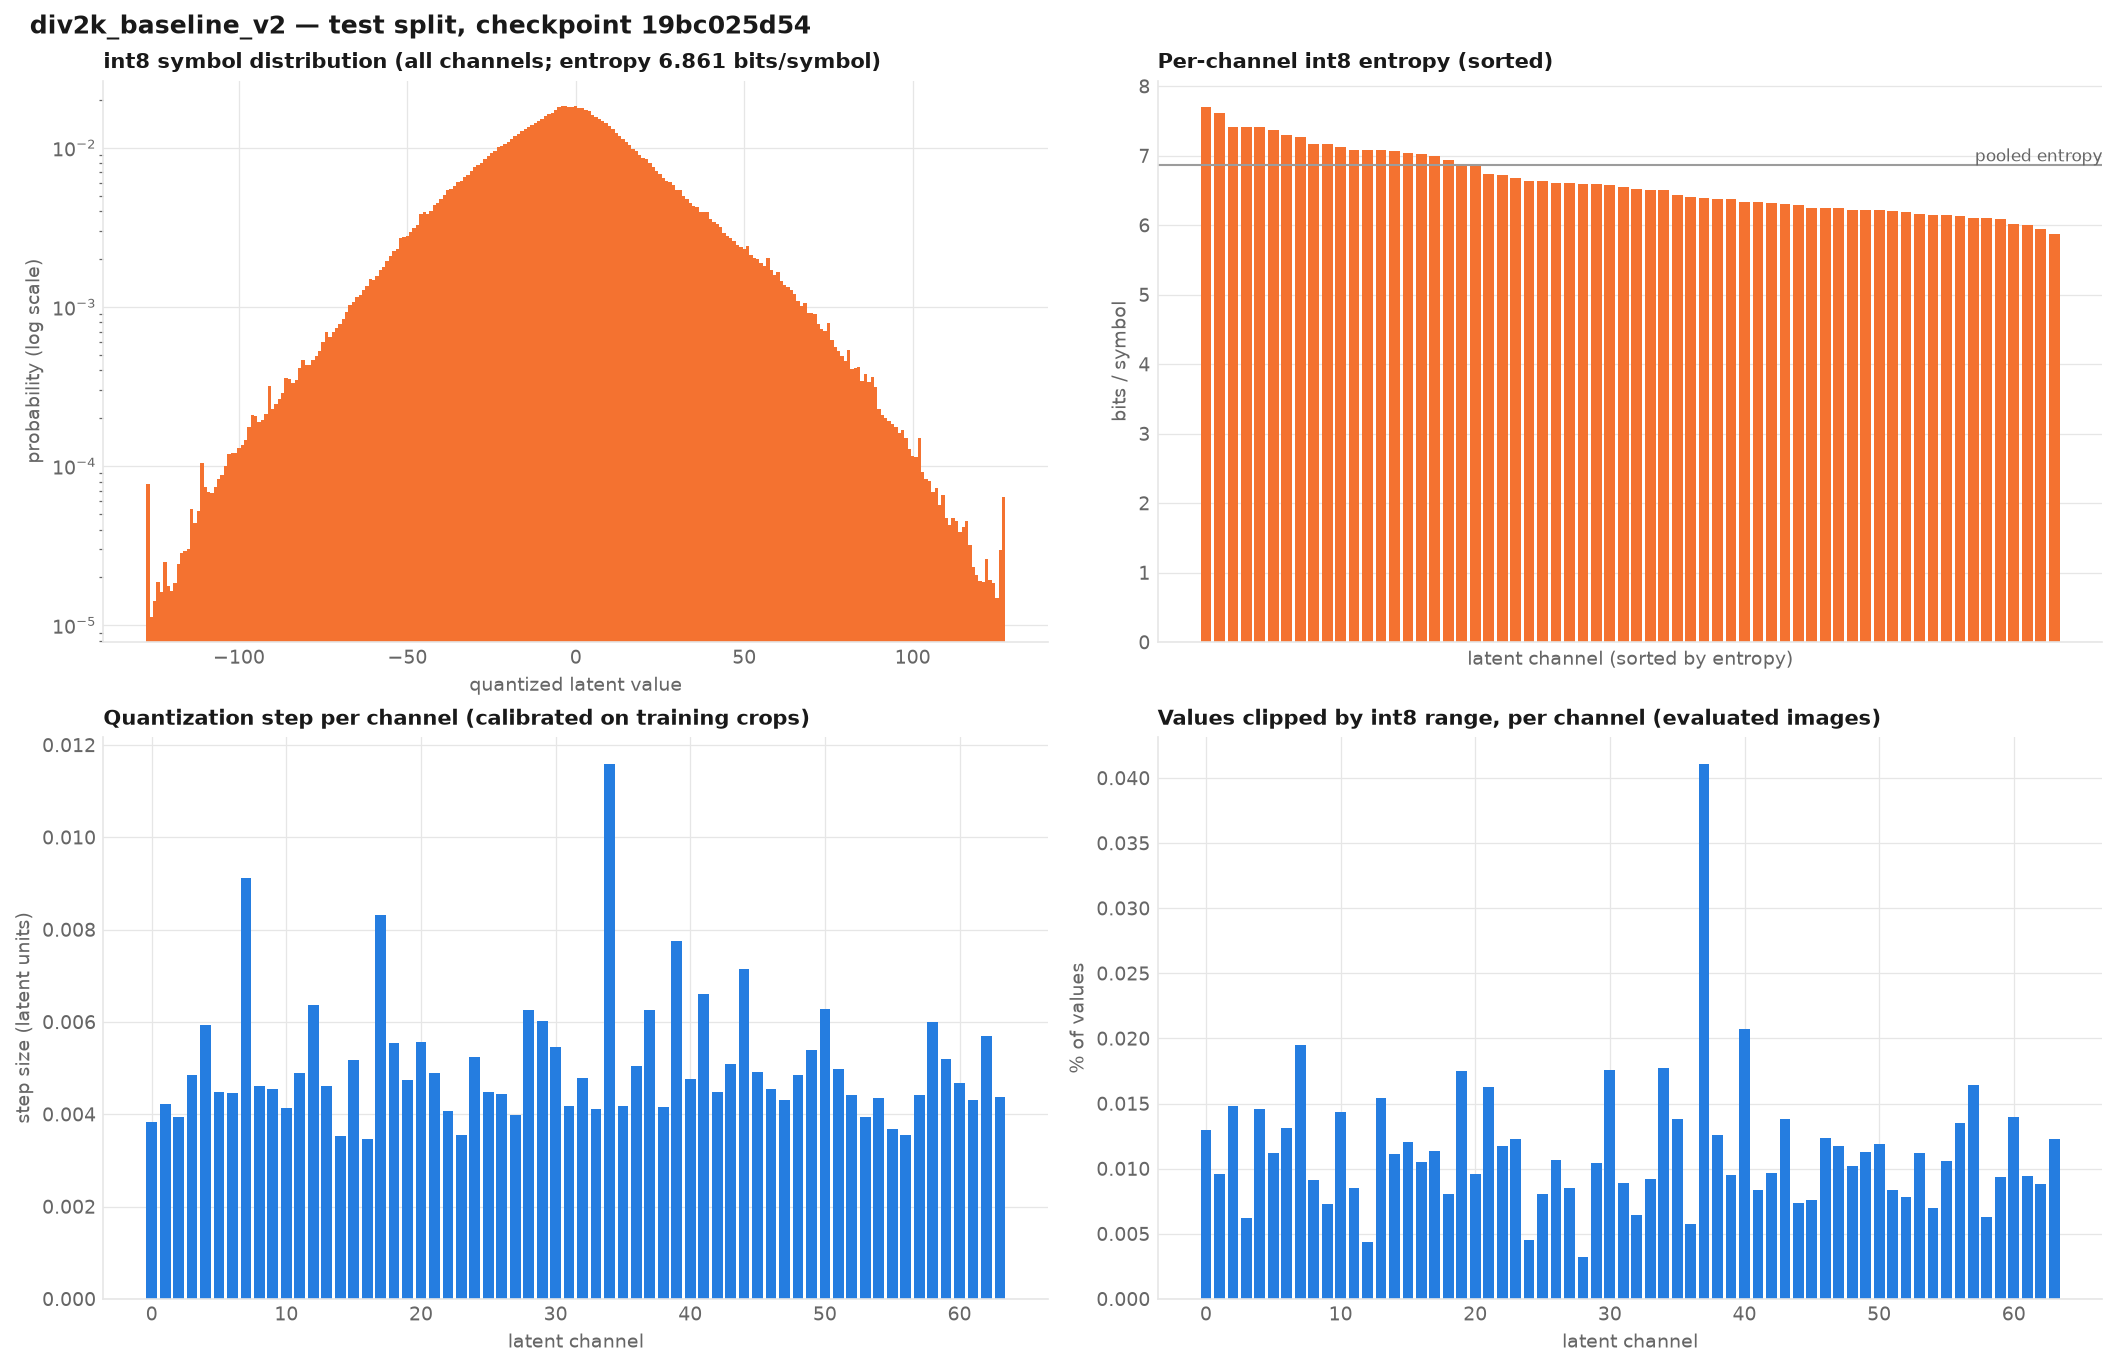 div2k_baseline_v2 — test split, checkpoint 19bc025d54
int8 symbol distribution (all channels; entropy 6.861 bits/symbol)
probability (log scale)
10⁻²
10⁻³
10⁻⁴
10⁻⁵
−100 −50 0 50 100
quantized latent value
Per-channel int8 entropy (sorted)
bits / symbol
8
7
6
5
4
3
2
1
0
pooled entropy
latent channel (sorted by entropy)
Quantization step per channel (calibrated on training crops)
step size (latent units)
0.012
0.010
0.008
0.006
0.004
0.002
0.000
0 10 20 30 40 50 60
latent channel
Values clipped by int8 range, per channel (evaluated images)
% of values
0.040
0.035
0.030
0.025
0.020
0.015
0.010
0.005
0.000
0 10 20 30 40 50 60
latent channel